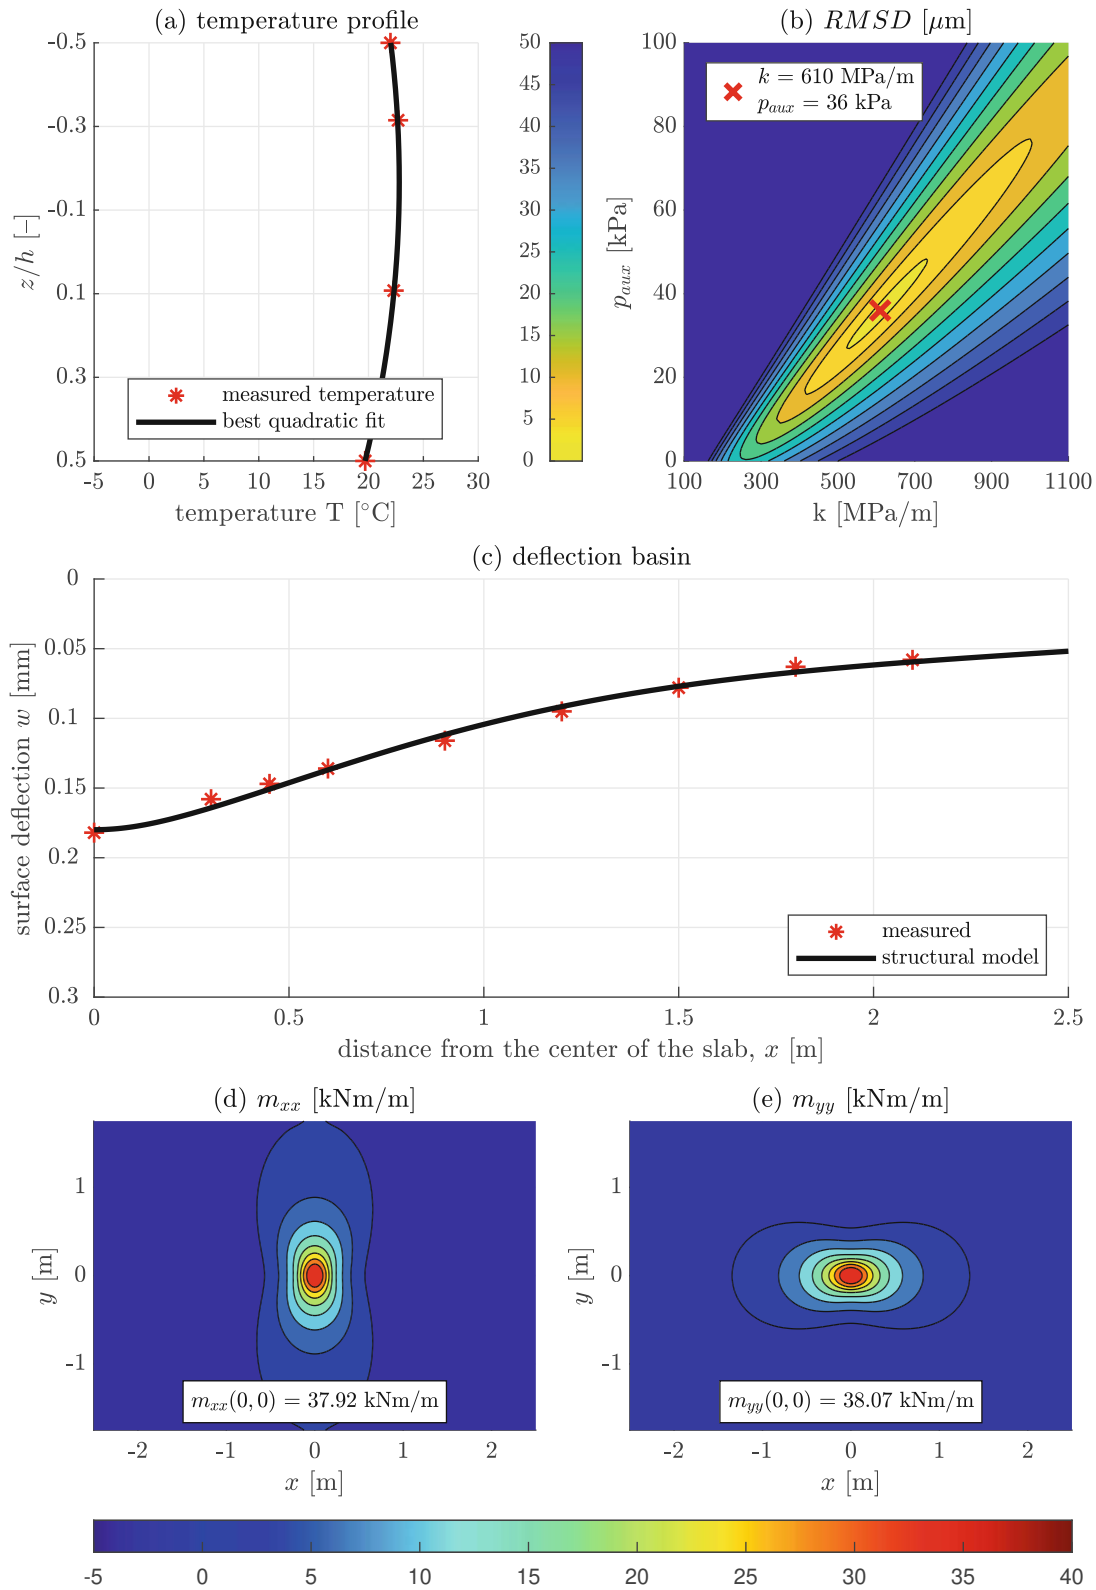 (a) temperature profile
-0.5
-0.3
-0.1
0.1
0.3
0.5
z/h [–]
measured temperature
best quadratic fit
-5 0 5 10 15 20 25 30
temperature T [°C]
50
45
40
35
30
25
20
15
10
5
0
(b) RMSD [μm]
100
80
60
40
20
0
p_aux [kPa]
k = 610 MPa/m
p_aux = 36 kPa
100 300 500 700 900 1100
k [MPa/m]
(c) deflection basin
0
0.05
0.1
0.15
0.2
0.25
0.3
surface deflection w [mm]
measured
structural model
0 0.5 1 1.5 2 2.5
distance from the center of the slab, x [m]
(d) m_xx [kNm/m]
1
0
-1
y [m]
m_xx(0, 0) = 37.92 kNm/m
-2 -1 0 1 2
x [m]
(e) m_yy [kNm/m]
1
0
-1
y [m]
m_yy(0, 0) = 38.07 kNm/m
-2 -1 0 1 2
x [m]
-5 0 5 10 15 20 25 30 35 40